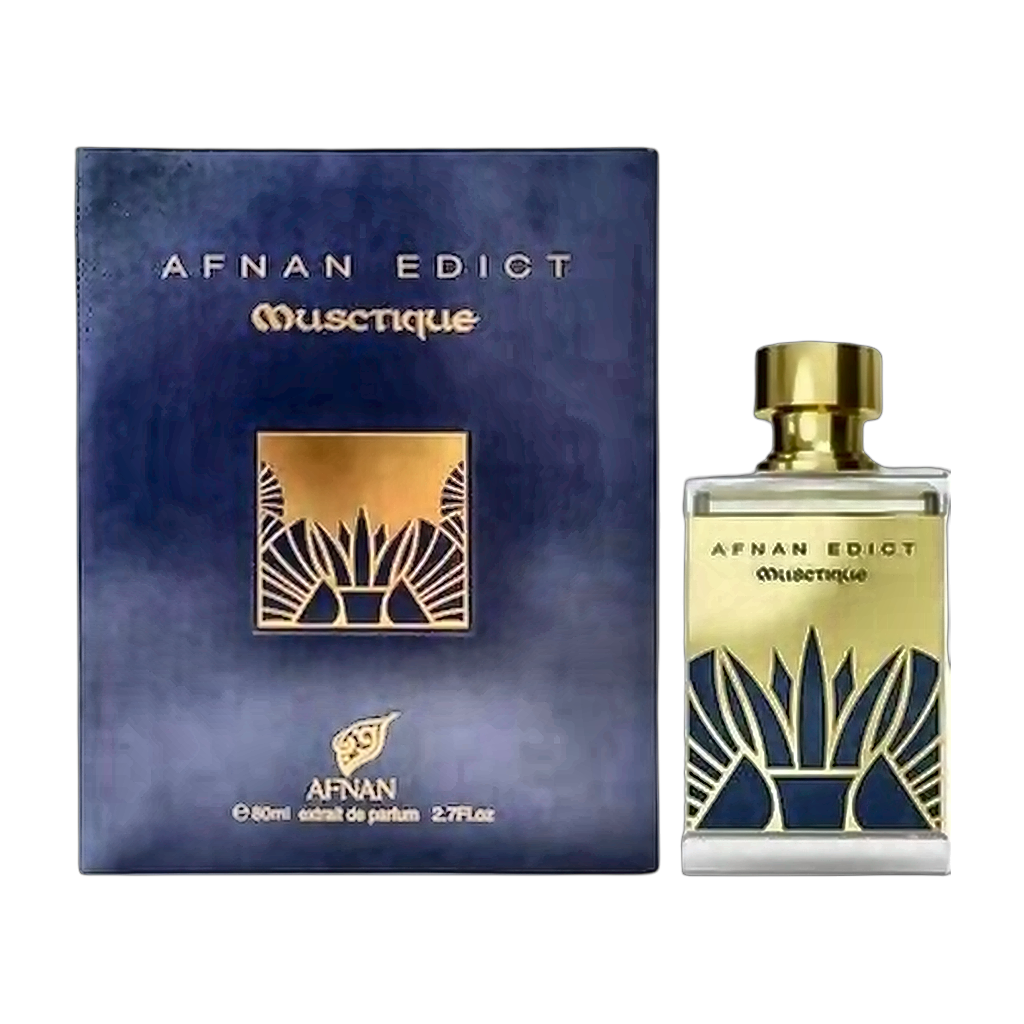 AFNAN EDICT
Musctique
AFNAN
℮80ml extrait de parfum 2.7Fl.oz
AFNAN EDICT
Musctique